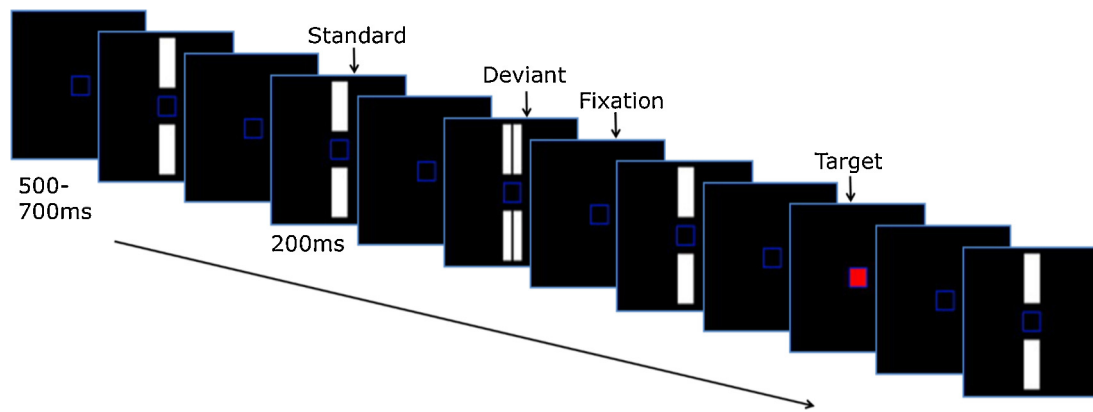 Standard
Deviant
Fixation
Target
500-
700ms
200ms